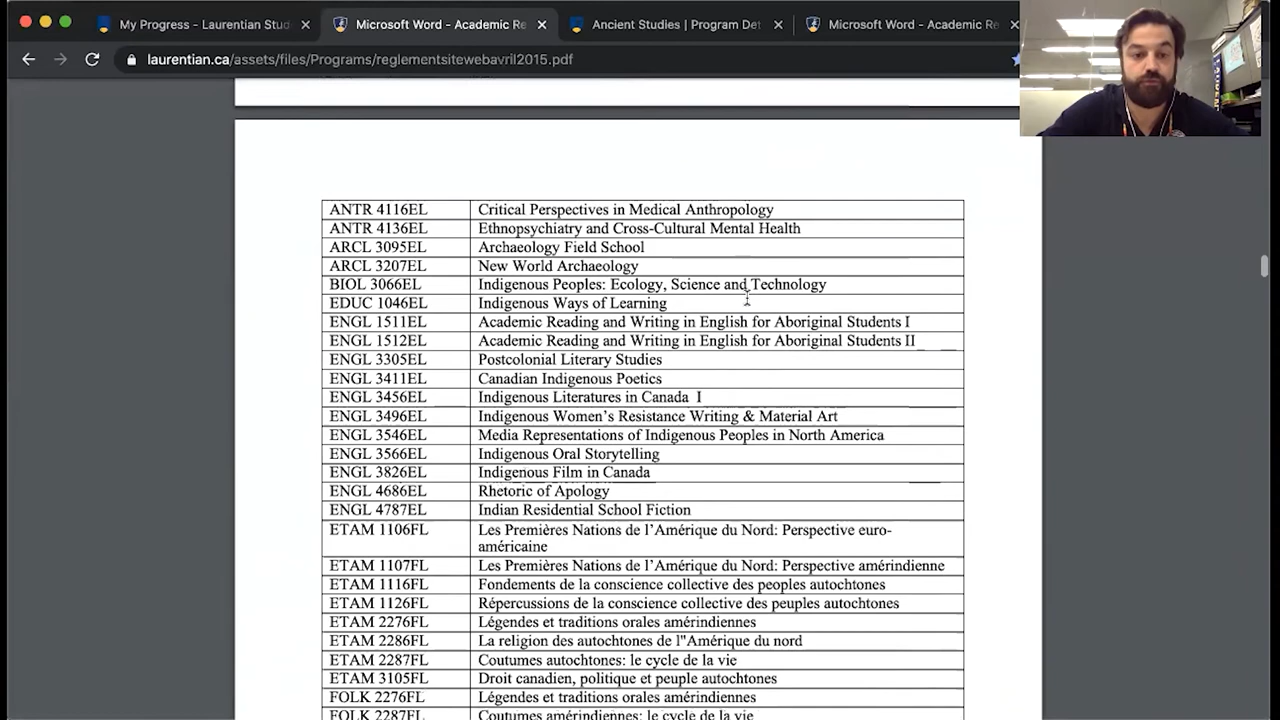 My Progress - Laurentian Stud
Microsoft Word - Academic Re
Ancient Studies | Program Det
Microsoft Word - Academic Re
laurentian.ca/assets/files/Programs/reglementsitewebavril2015.pdf
ANTR 4116EL Critical Perspectives in Medical Anthropology
ANTR 4136EL Ethnopsychiatry and Cross-Cultural Mental Health
ARCL 3095EL Archaeology Field School
ARCL 3207EL New World Archaeology
BIOL 3066EL Indigenous Peoples: Ecology, Science and Technology
EDUC 1046EL Indigenous Ways of Learning
ENGL 1511EL Academic Reading and Writing in English for Aboriginal Students I
ENGL 1512EL Academic Reading and Writing in English for Aboriginal Students II
ENGL 3305EL Postcolonial Literary Studies
ENGL 3411EL Canadian Indigenous Poetics
ENGL 3456EL Indigenous Literatures in Canada I
ENGL 3496EL Indigenous Women's Resistance Writing & Material Art
ENGL 3546EL Media Representations of Indigenous Peoples in North America
ENGL 3566EL Indigenous Oral Storytelling
ENGL 3826EL Indigenous Film in Canada
ENGL 4686EL Rhetoric of Apology
ENGL 4787EL Indian Residential School Fiction
ETAM 1106FL Les Premières Nations de l'Amérique du Nord: Perspective euro-
américaine
ETAM 1107FL Les Premières Nations de l'Amérique du Nord: Perspective amérindienne
ETAM 1116FL Fondements de la conscience collective des peoples autochtones
ETAM 1126FL Répercussions de la conscience collective des peuples autochtones
ETAM 2276FL Légendes et traditions orales amérindiennes
ETAM 2286FL La religion des autochtones de l"Amérique du nord
ETAM 2287FL Coutumes autochtones: le cycle de la vie
ETAM 3105FL Droit canadien, politique et peuple autochtones
FOLK 2276FL Légendes et traditions orales amérindiennes
FOLK 2287FL Coutumes amérindiennes: le cycle de la vie